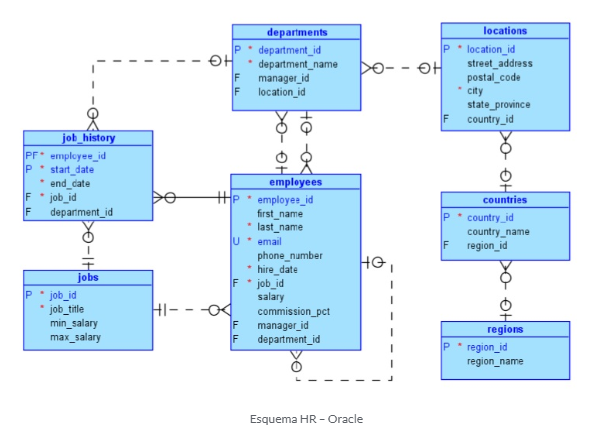 departments
P * department_id
* department_name
F manager_id
F location_id
locations
P * location_id
street_address
postal_code
* city
state_province
F country_id
job_history
PF * employee_id
P * start_date
* end_date
F * job_id
F department_id
employees
P * employee_id
first_name
* last_name
U * email
phone_number
* hire_date
F * job_id
salary
commission_pct
F manager_id
F department_id
countries
P * country_id
country_name
F region_id
jobs
P * job_id
* job_title
min_salary
max_salary
regions
P * region_id
region_name
Esquema HR – Oracle